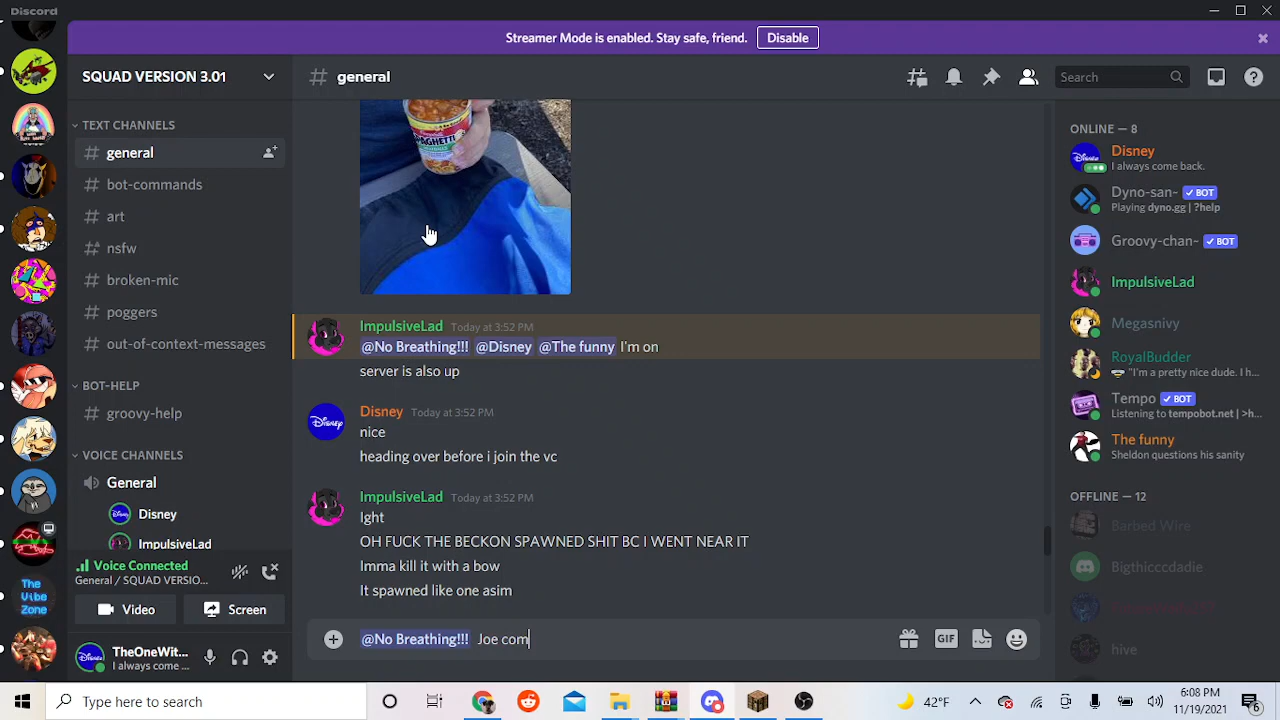 Discord
Streamer Mode is enabled. Stay safe, friend. Disable
SQUAD VERSION 3.01
general
Search
TEXT CHANNELS
general
bot-commands
art
nsfw
broken-mic
poggers
out-of-context-messages
BOT-HELP
groovy-help
VOICE CHANNELS
General
Disney
ImpulsiveLad
Voice Connected
General / SQUAD VERSIO...
Video
Screen
TheOneWit...
I always come ...
SPAGHETTI
ImpulsiveLad Today at 3:52 PM
@No Breathing!!! @Disney @The funny I'm on
server is also up
Disney Today at 3:52 PM
nice
heading over before i join the vc
ImpulsiveLad Today at 3:52 PM
Ight
OH FUCK THE BECKON SPAWNED SHIT BC I WENT NEAR IT
Imma kill it with a bow
It spawned like one asim
@No Breathing!!! Joe com
GIF
ONLINE — 8
Disney
I always come back.
Dyno-san- BOT
Playing dyno.gg | ?help
Groovy-chan- BOT
ImpulsiveLad
Megasnivy
RoyalBudder
"I'm a pretty nice dude. I h...
Tempo BOT
Listening to tempobot.net | >h...
The funny
Sheldon questions his sanity
OFFLINE — 12
Barbed Wire
Bigthicccdadie
hive
The
Vibe
Zone
Type here to search
42°F
6:08 PM
11/19/2021
6